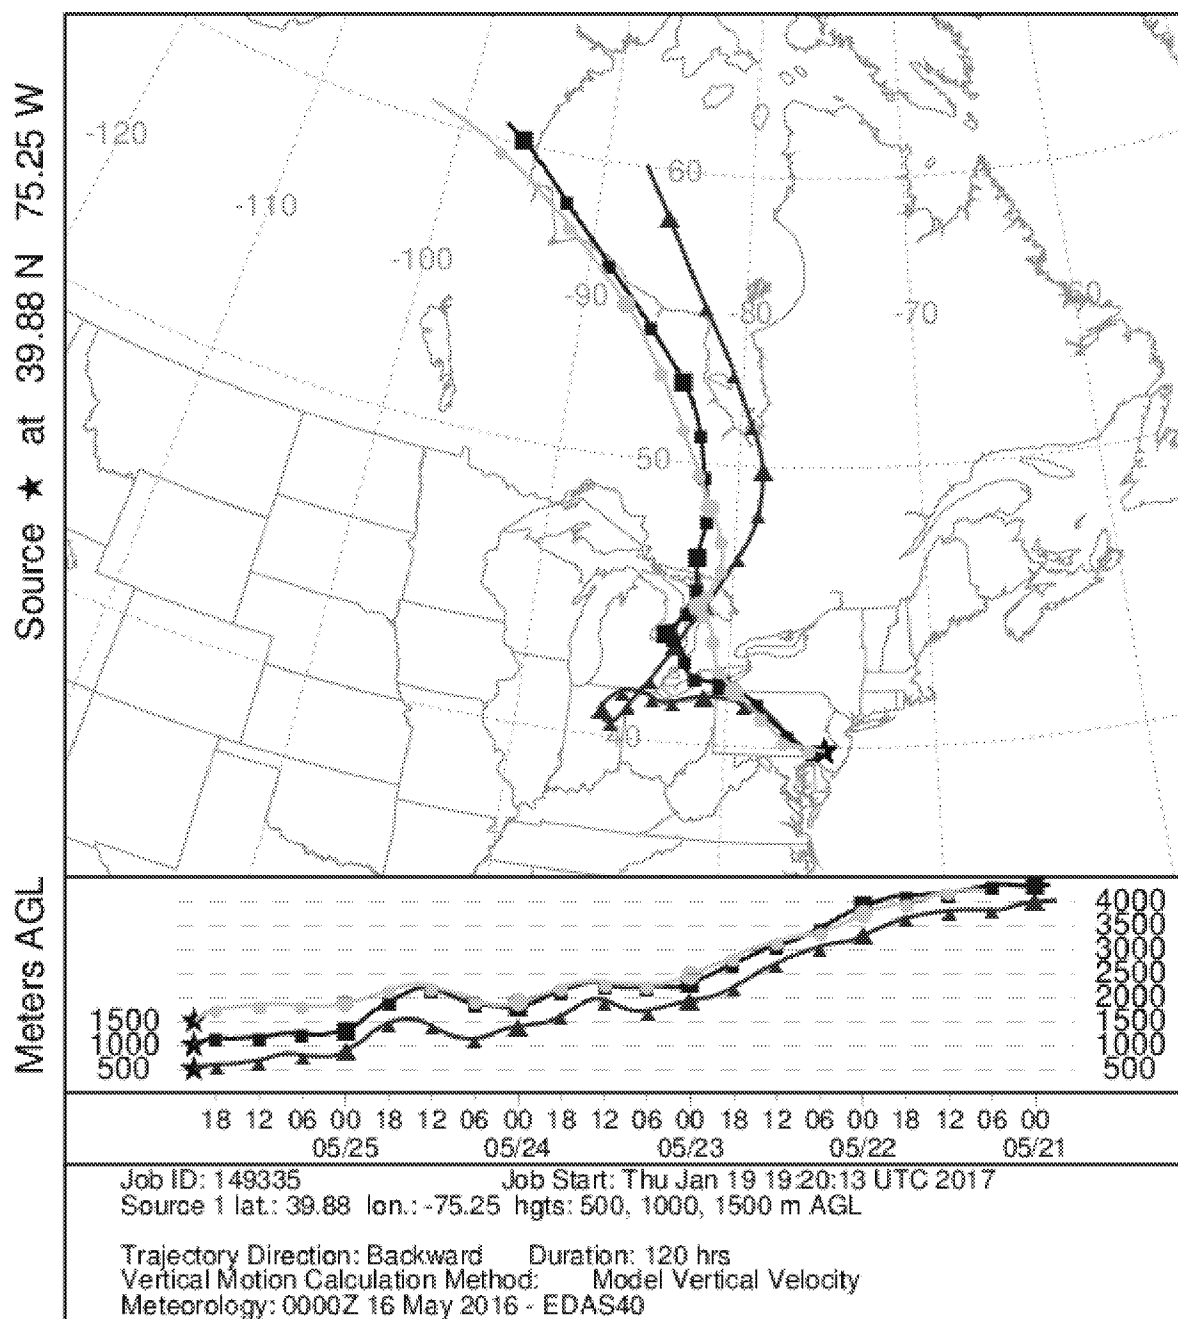 Source ★ at 39.88 N 75.25 W
-120
-110
-100
-90
-80
-70
-60
60
50
40
Meters AGL
1500
1000
500
4000
3500
3000
2500
2000
1500
1000
500
18 12 06 00 18 12 06 00 18 12 06 00 18 12 06 00 18 12 06 00
05/25 05/24 05/23 05/22 05/21
Job ID: 149335 Job Start: Thu Jan 19 19:20:13 UTC 2017
Source 1 lat.: 39.88 lon.: -75.25 hgts: 500, 1000, 1500 m AGL
Trajectory Direction: Backward Duration: 120 hrs
Vertical Motion Calculation Method: Model Vertical Velocity
Meteorology: 0000Z 16 May 2016 - EDAS40